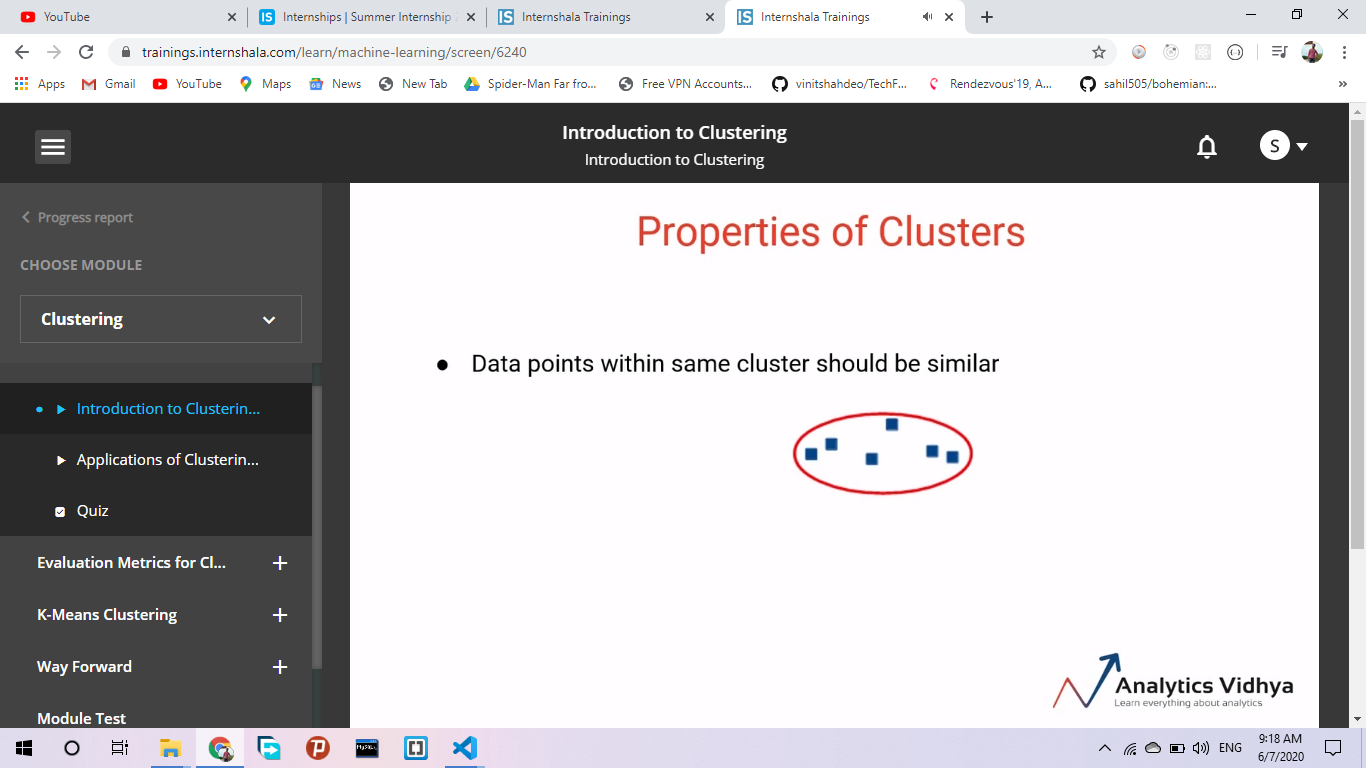 YouTube
Internships | Summer Internship 2
Internshala Trainings
Internshala Trainings
trainings.internshala.com/learn/machine-learning/screen/6240
Apps
Gmail
YouTube
Maps
News
New Tab
Spider-Man Far fro...
Free VPN Accounts...
vinitshahdeo/TechF...
Rendezvous'19, A...
sahil505/bohemian:...
»
Introduction to Clustering
Introduction to Clustering
S
Progress report
CHOOSE MODULE
Clustering
Introduction to Clusterin...
Applications of Clusterin...
Quiz
Evaluation Metrics for Cl...
K-Means Clustering
Way Forward
Module Test
Properties of Clusters
● Data points within same cluster should be similar
Analytics Vidhya
Learn everything about analytics
MySQL
ENG
9:18 AM
6/7/2020